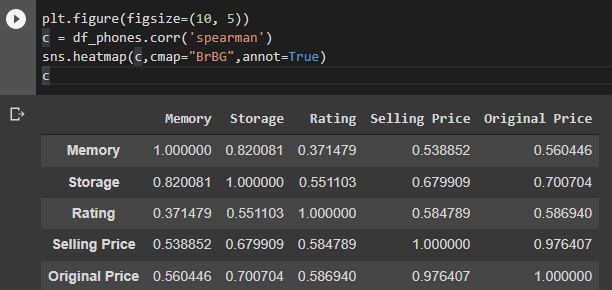 plt.figure(figsize=(10, 5))
c = df_phones.corr('spearman')
sns.heatmap(c,cmap="BrBG",annot=True)
c
Memory Storage Rating Selling Price Original Price
Memory 1.000000 0.820081 0.371479 0.538852 0.560446
Storage 0.820081 1.000000 0.551103 0.679909 0.700704
Rating 0.371479 0.551103 1.000000 0.584789 0.586940
Selling Price 0.538852 0.679909 0.584789 1.000000 0.976407
Original Price 0.560446 0.700704 0.586940 0.976407 1.000000